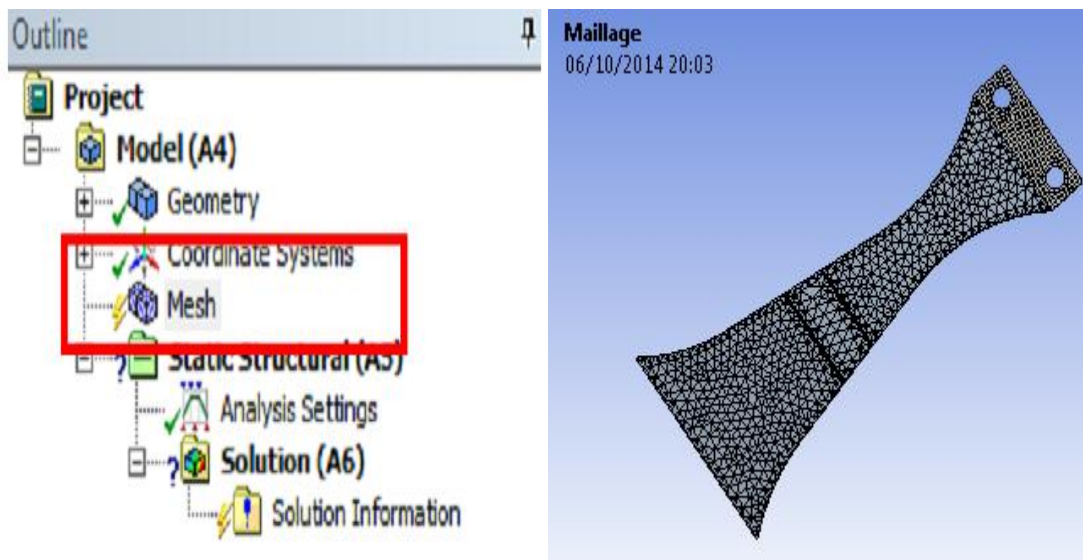 Outline
Project
Model (A4)
Geometry
Coordinate Systems
Mesh
Static Structural (A5)
Analysis Settings
Solution (A6)
Solution Information
Maillage
06/10/2014 20:03